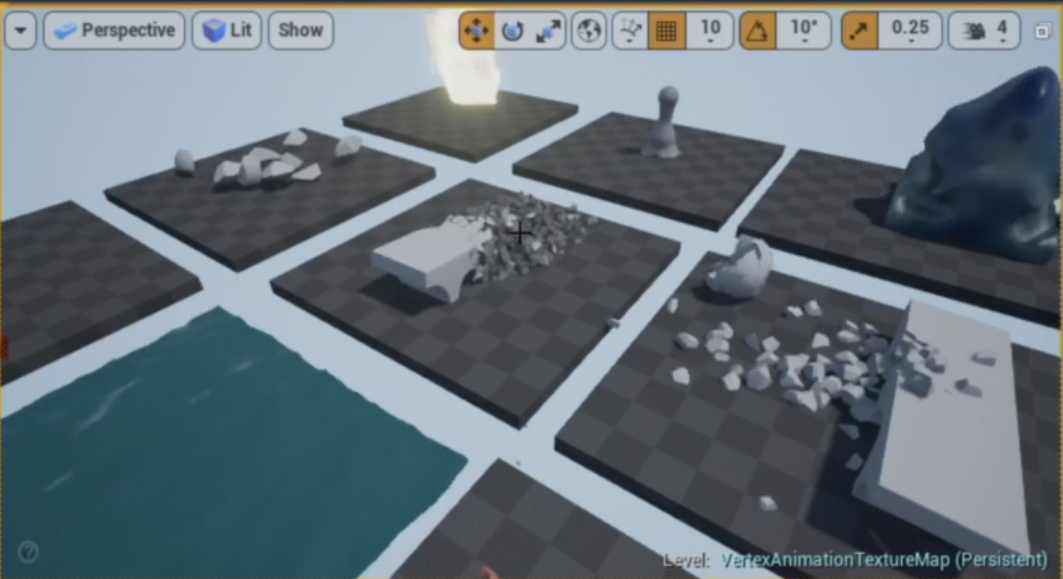 Perspective Lit Show 10 10° 0.25 4
Level: VertexAnimationTextureMap (Persistent)